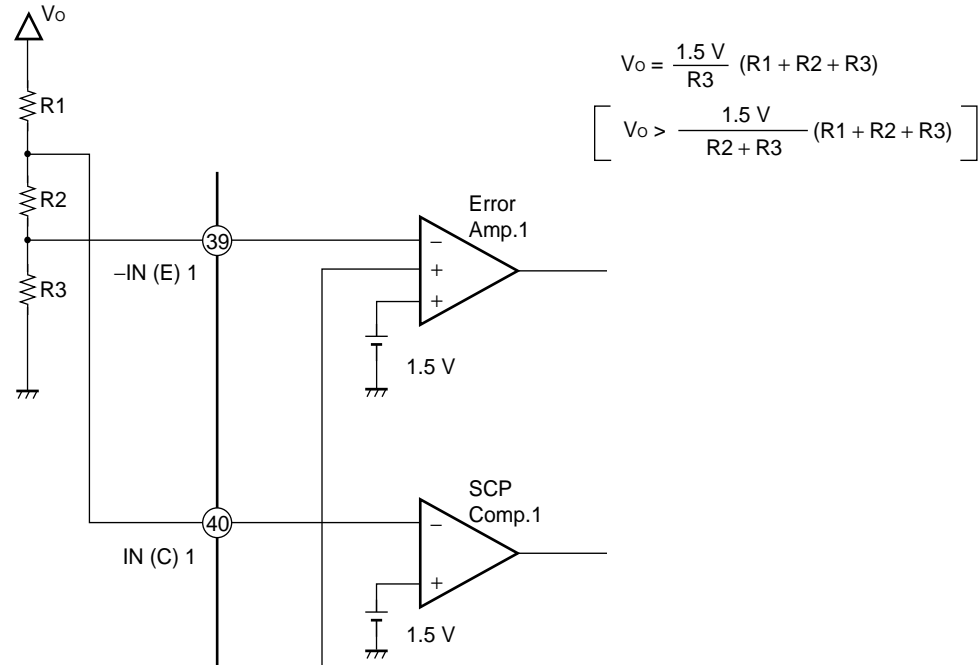 Vo
R1
R2
R3
Vo = 1.5 V / R3 (R1 + R2 + R3)
[ Vo > 1.5 V / R2 + R3 (R1 + R2 + R3) ]
Error
Amp.1
39
−IN (E) 1
−
+
+
1.5 V
SCP
Comp.1
40
IN (C) 1
−
+
1.5 V